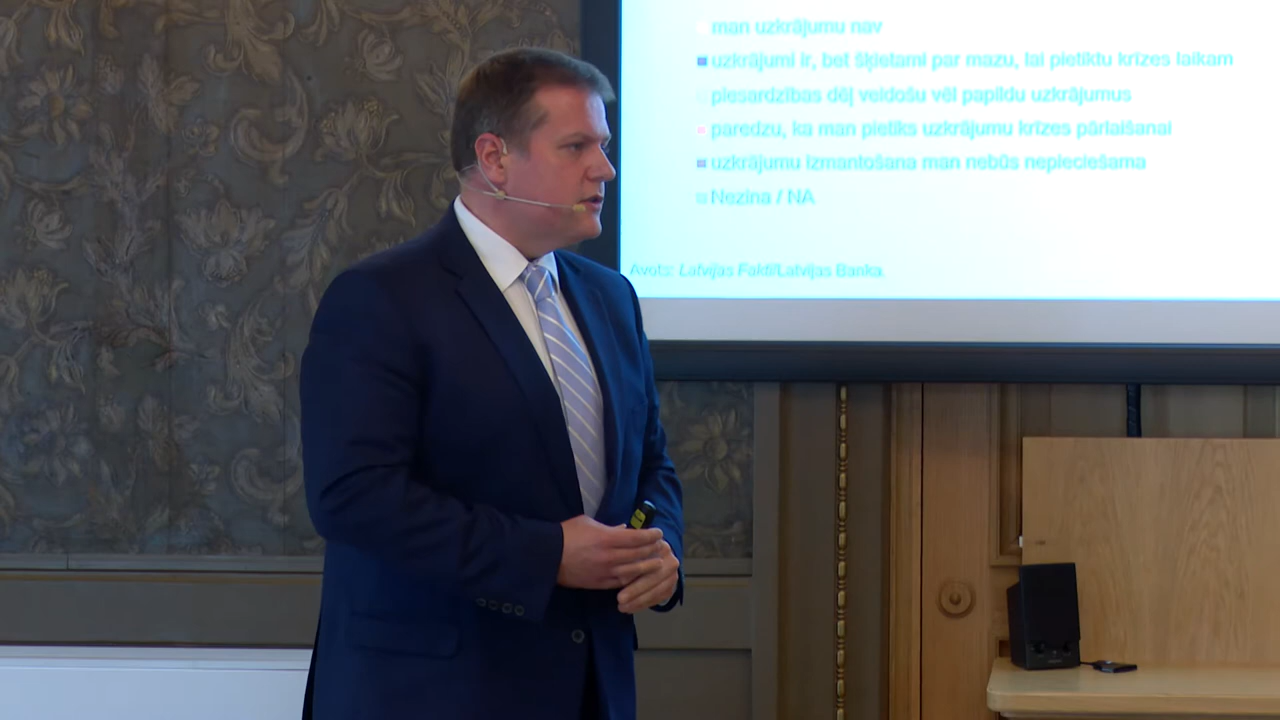 man uzkrājumu nav
uzkrājumi ir, bet šķietami par mazu, lai pietiktu krīzes laikam
piesardzības dēļ veidošu vēl papildu uzkrājumus
paredzu, ka man pietiks uzkrājumu krīzes pārlaišanai
uzkrājumu izmantošana man nebūs nepieciešama
Nezina / NA
Avots: Latvijas Fakti/Latvijas Banka.